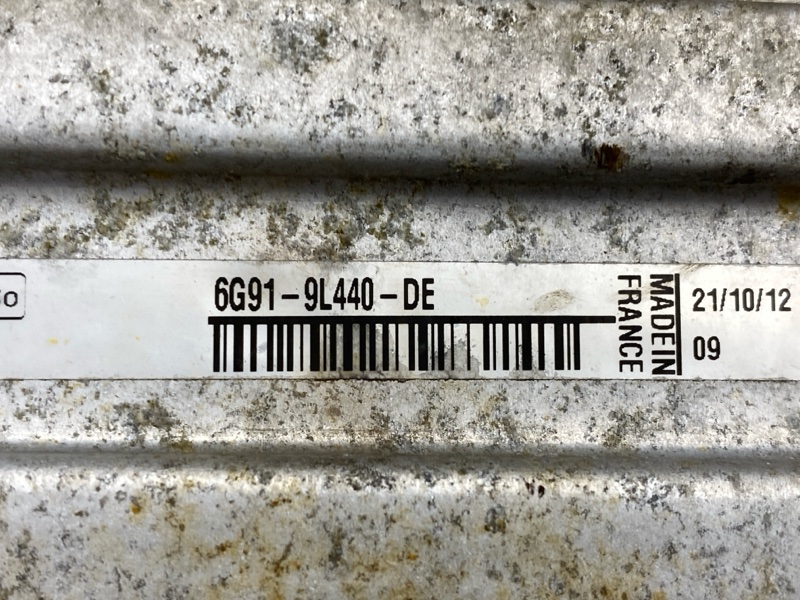 6G91-9L440-DE
MADE IN
FRANCE
21/10/12
09